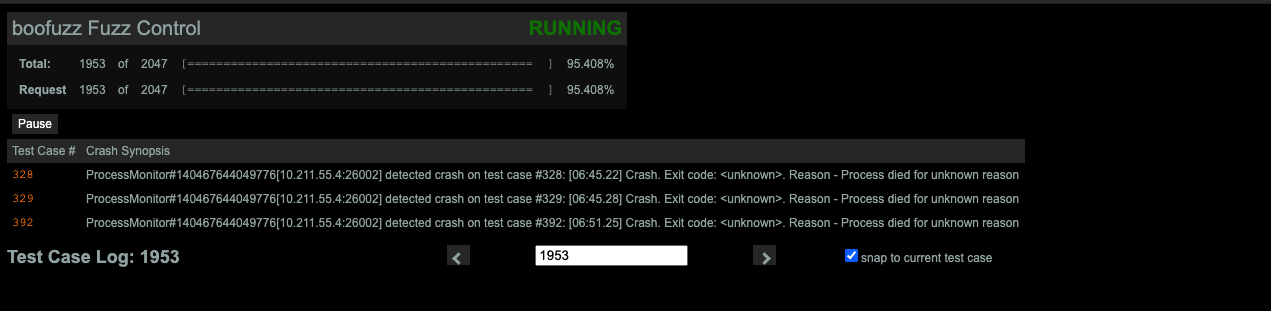 boofuzz Fuzz Control RUNNING
Total: 1953 of 2047 [================================================ ] 95.408%
Request 1953 of 2047 [================================================ ] 95.408%
Pause
Test Case # Crash Synopsis
328 ProcessMonitor#140467644049776[10.211.55.4:26002] detected crash on test case #328: [06:45.22] Crash. Exit code: <unknown>. Reason - Process died for unknown reason
329 ProcessMonitor#140467644049776[10.211.55.4:26002] detected crash on test case #329: [06:45.28] Crash. Exit code: <unknown>. Reason - Process died for unknown reason
392 ProcessMonitor#140467644049776[10.211.55.4:26002] detected crash on test case #392: [06:51.25] Crash. Exit code: <unknown>. Reason - Process died for unknown reason
Test Case Log: 1953 < 1953 > snap to current test case